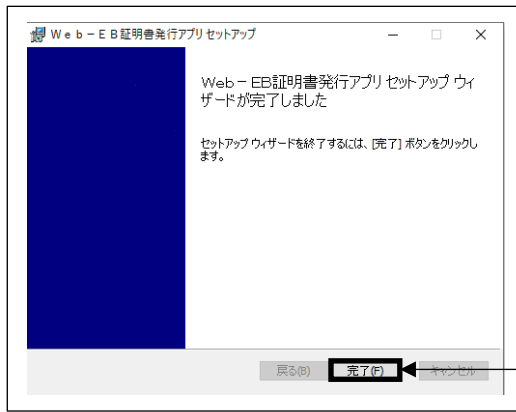 Ｗｅｂ－ＥＢ証明書発行アプリ セットアップ
Ｗｅｂ－ＥＢ証明書発行アプリ セットアップ ウィ
ザードが完了しました
セットアップ ウィザードを終了するには、[完了] ボタンをクリックし
ます。
戻る(B) 完了(F) キャンセル